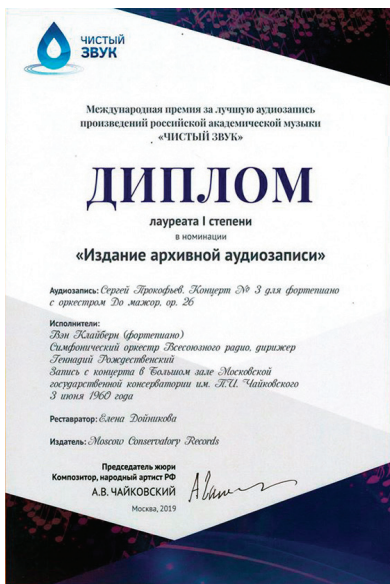 ЧИСТЫЙ
ЗВУК
Международная премия за лучшую аудиозапись
произведений российской академической музыки
«ЧИСТЫЙ ЗВУК»
ДИПЛОМ
лауреата I степени
в номинации
«Издание архивной аудиозаписи»
Аудиозапись: Сергей Прокофьев. Концерт № 3 для фортепиано
с оркестром До мажор, ор. 26
Исполнители:
Вэн Клайберн (фортепиано)
Симфонический оркестр Всесоюзного радио, дирижер
Геннадий Рождественский
Запись с концерта в Большом зале Московской
государственной консерватории им. П.И. Чайковского
3 июня 1960 года
Реставратор: Елена Дойникова
Издатель: Moscow Conservatory Records
Председатель жюри
Композитор, народный артист РФ
А.В. ЧАЙКОВСКИЙ
Москва, 2019